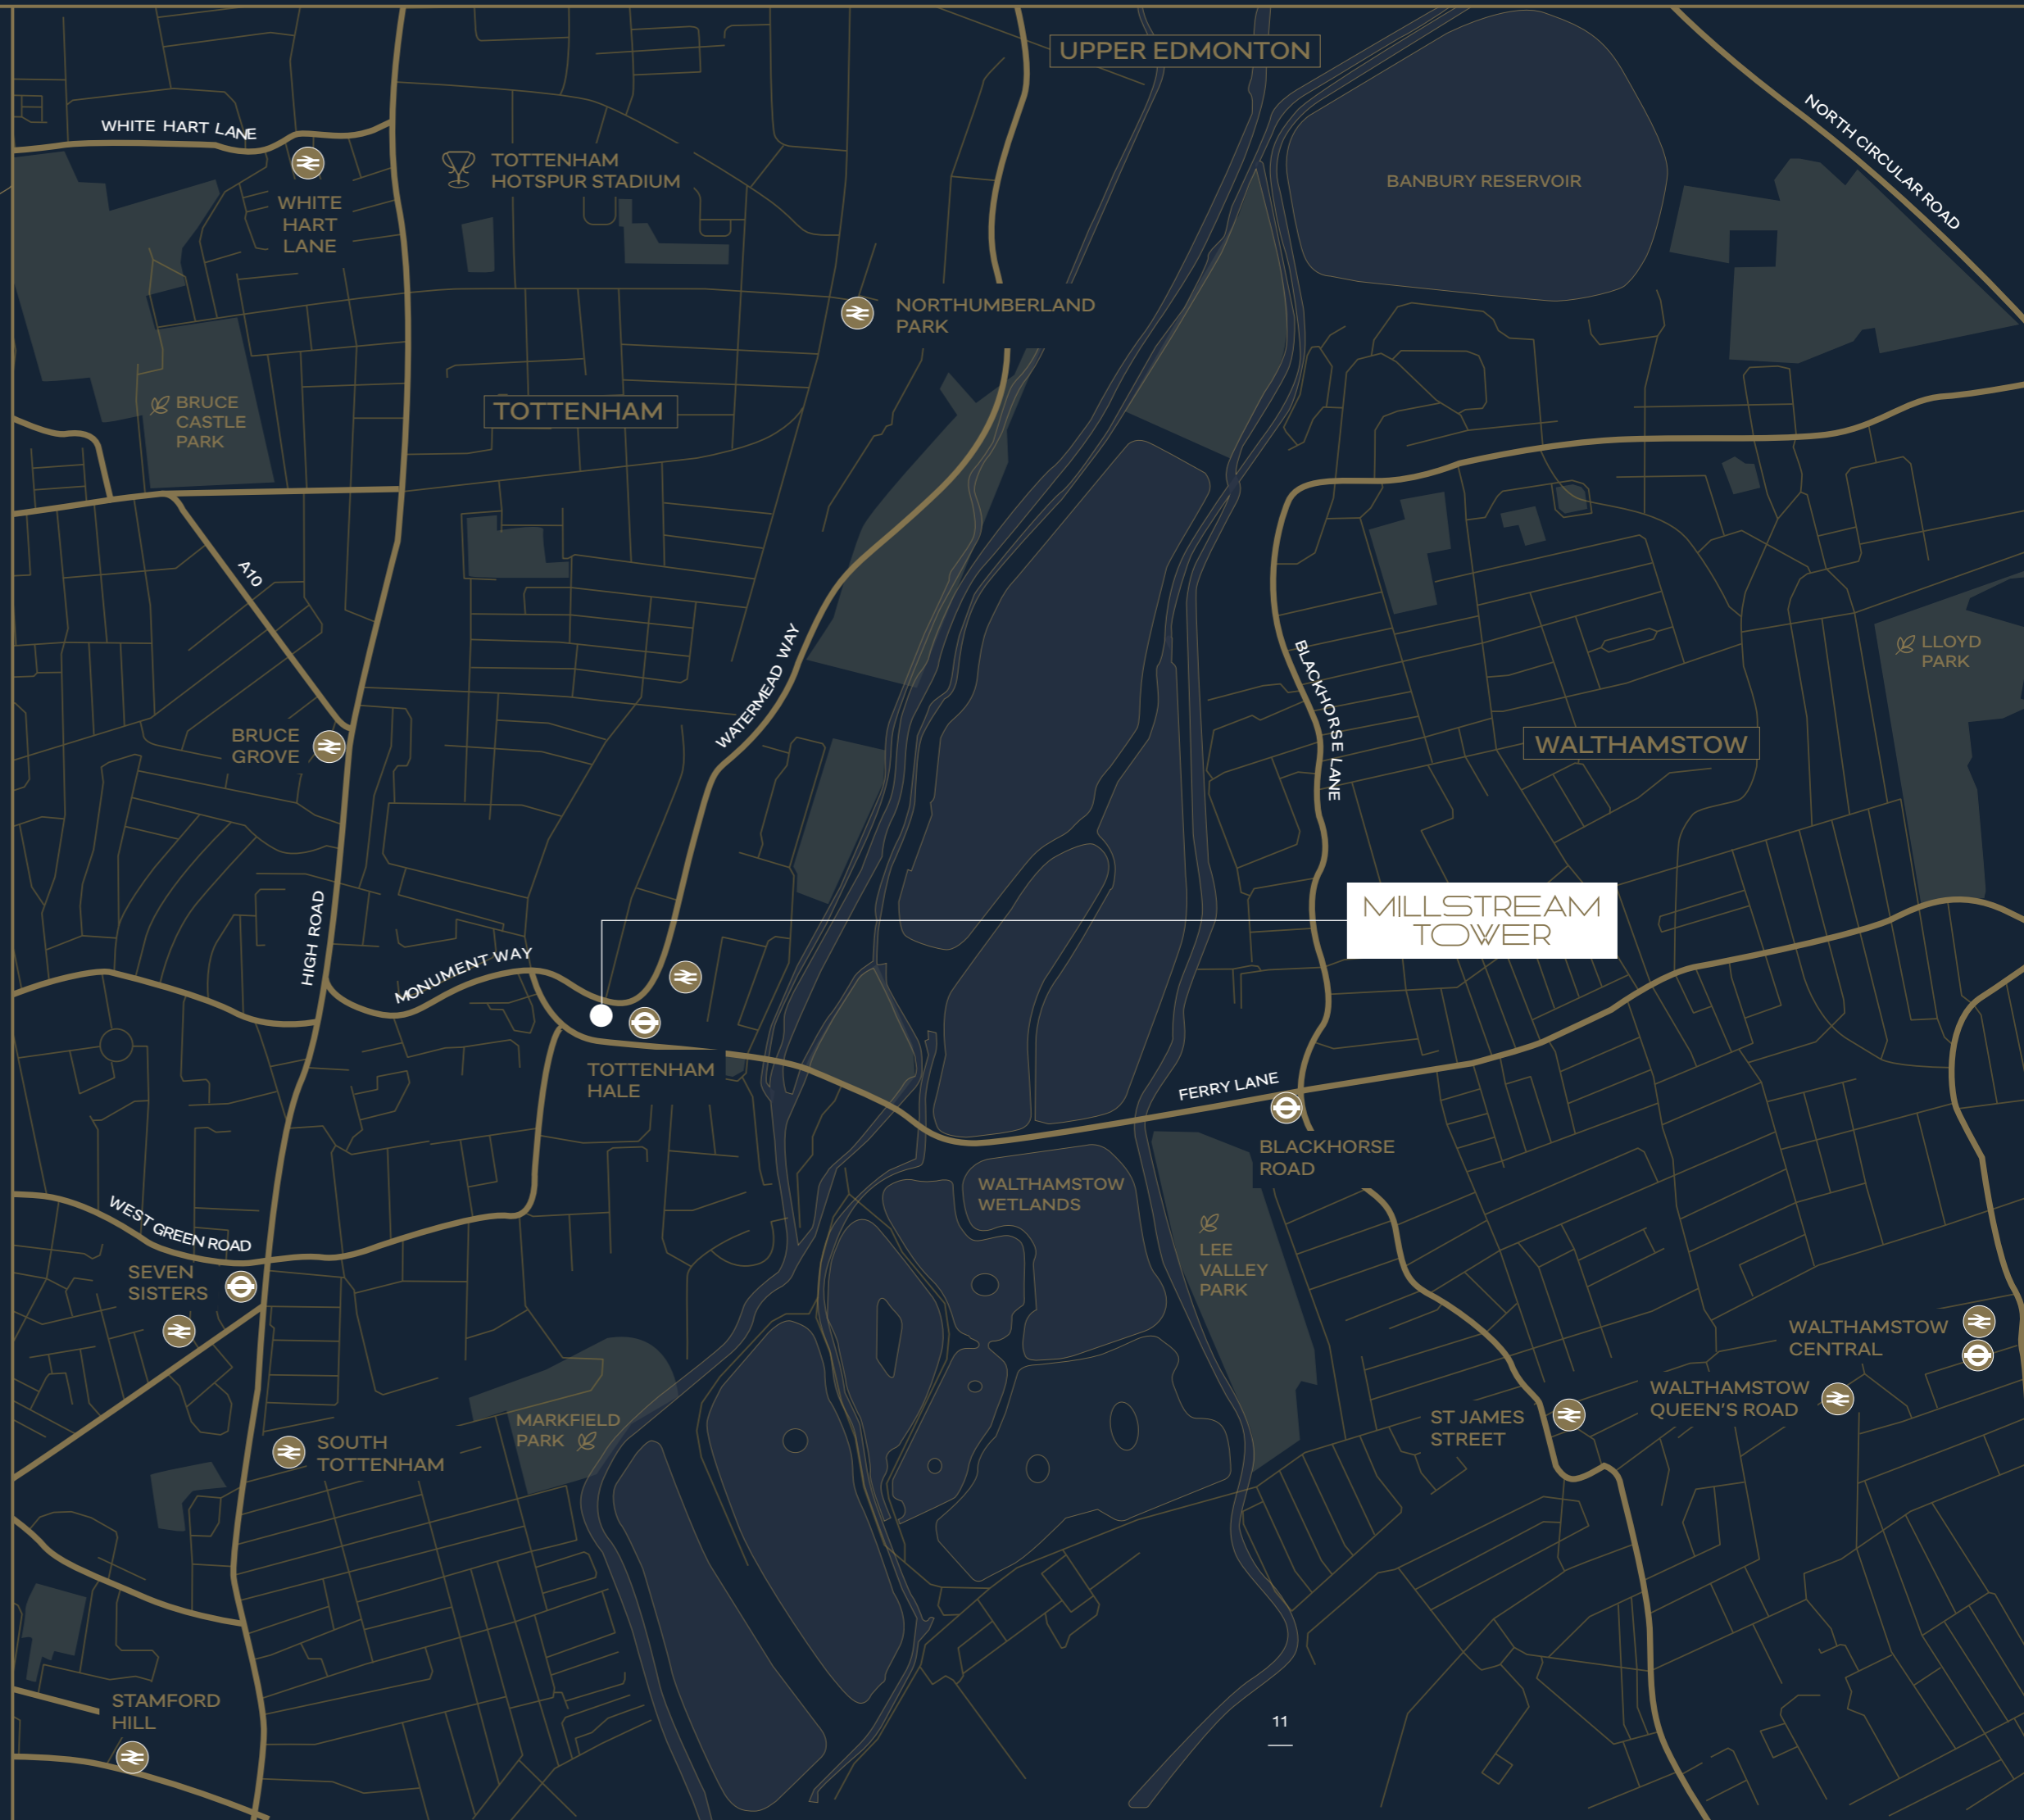 UPPER EDMONTON
WHITE HART LANE
NORTH CIRCULAR ROAD
TOTTENHAM
HOTSPUR STADIUM
BANBURY RESERVOIR
WHITE
HART
LANE
NORTHUMBERLAND
PARK
BRUCE
CASTLE
PARK
TOTTENHAM
A10
WATERMEAD WAY
BLACKHORSE LANE
LLOYD
PARK
BRUCE
GROVE
WALTHAMSTOW
HIGH ROAD
MILLSTREAM
TOWER
MONUMENT WAY
TOTTENHAM
HALE
FERRY LANE
BLACKHORSE
ROAD
WALTHAMSTOW
WETLANDS
WEST GREEN ROAD
LEE
VALLEY
PARK
SEVEN
SISTERS
WALTHAMSTOW
CENTRAL
WALTHAMSTOW
QUEEN'S ROAD
ST JAMES
STREET
MARKFIELD
PARK
SOUTH
TOTTENHAM
STAMFORD
HILL
11